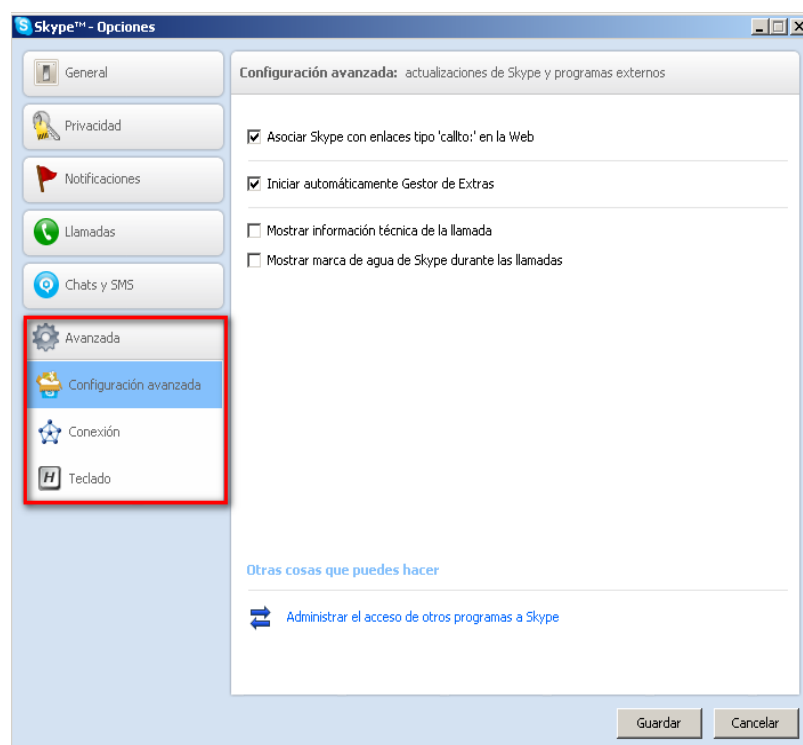 Skype™ - Opciones
General
Privacidad
Notificaciones
Llamadas
Chats y SMS
Avanzada
Configuración avanzada
Conexión
Teclado
Configuración avanzada: actualizaciones de Skype y programas externos
Asociar Skype con enlaces tipo 'callto:' en la Web
Iniciar automáticamente Gestor de Extras
Mostrar información técnica de la llamada
Mostrar marca de agua de Skype durante las llamadas
Otras cosas que puedes hacer
Administrar el acceso de otros programas a Skype
Guardar
Cancelar